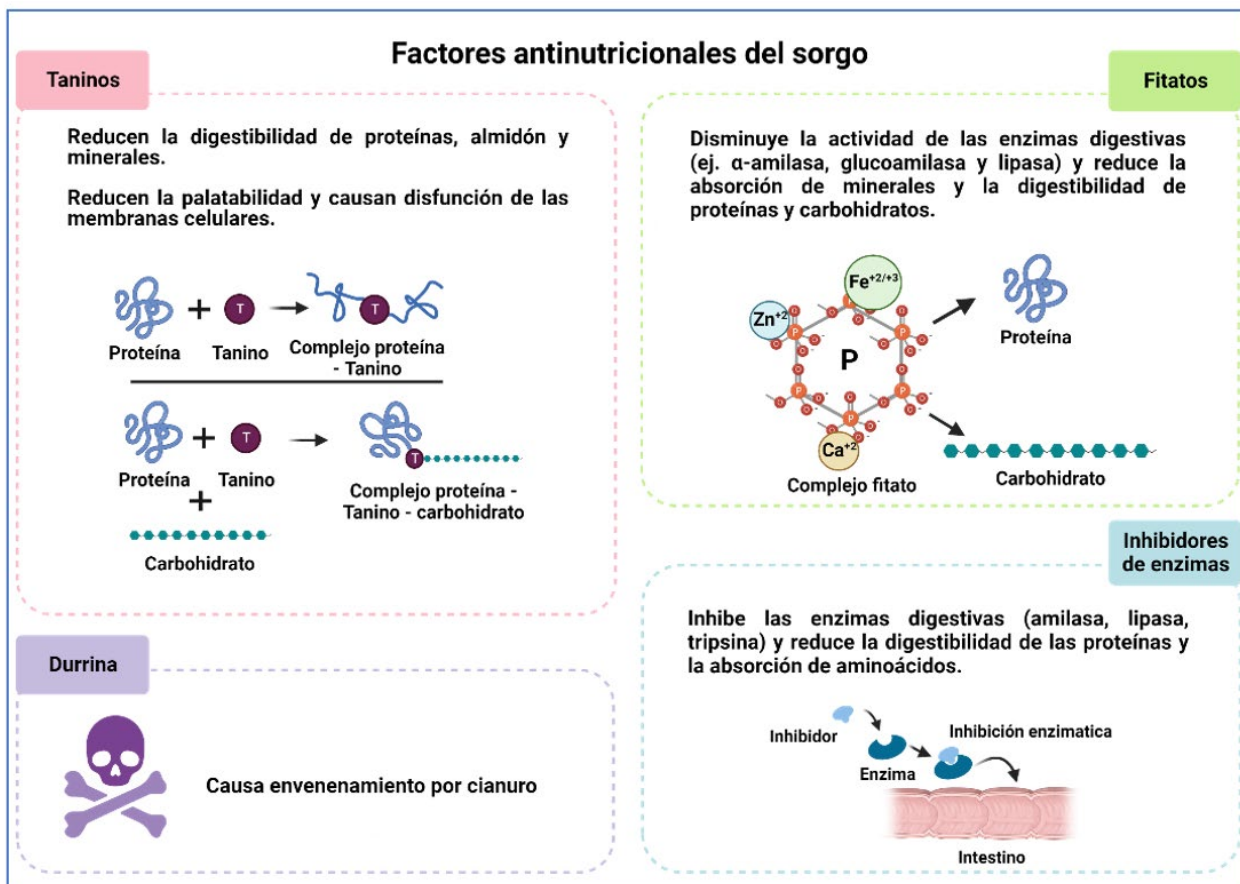 Factores antinutricionales del sorgo
Taninos
Reducen la digestibilidad de proteínas, almidón y
minerales.
Reducen la palatabilidad y causan disfunción de las
membranas celulares.
+
T
T
Proteína
Tanino
Complejo proteína
- Tanino
+
T
T
Proteína
Tanino
Complejo proteína -
Tanino - carbohidrato
+
Carbohidrato
Fitatos
Disminuye la actividad de las enzimas digestivas
(ej. α-amilasa, glucoamilasa y lipasa) y reduce la
absorción de minerales y la digestibilidad de
proteínas y carbohidratos.
Fe+2/+3
Zn+2
P
Ca+2
Complejo fitato
Proteína
Carbohidrato
Durrina
Causa envenenamiento por cianuro
Inhibidores
de enzimas
Inhibe las enzimas digestivas (amilasa, lipasa,
tripsina) y reduce la digestibilidad de las proteínas y
la absorción de aminoácidos.
Inhibidor
Enzima
Inhibición enzimatica
Intestino